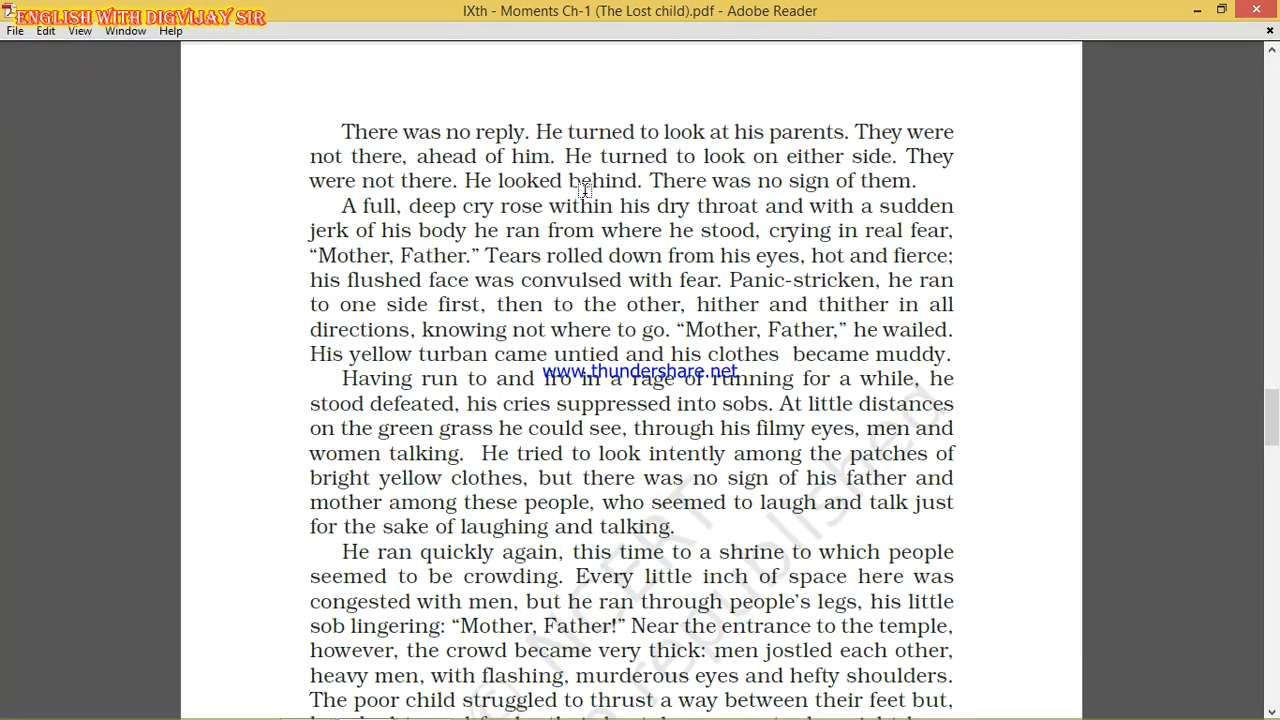 ENGLISH WITH DIGVIJAY SIR
IXth - Moments Ch-1 (The Lost child).pdf - Adobe Reader
File Edit View Window Help
There was no reply. He turned to look at his parents. They were
not there, ahead of him. He turned to look on either side. They
were not there. He looked behind. There was no sign of them.
A full, deep cry rose within his dry throat and with a sudden
jerk of his body he ran from where he stood, crying in real fear,
“Mother, Father.” Tears rolled down from his eyes, hot and fierce;
his flushed face was convulsed with fear. Panic-stricken, he ran
to one side first, then to the other, hither and thither in all
directions, knowing not where to go. “Mother, Father,” he wailed.
His yellow turban came untied and his clothes became muddy.
www.thundershare.net
Having run to and fro in a rage of running for a while, he
stood defeated, his cries suppressed into sobs. At little distances
on the green grass he could see, through his filmy eyes, men and
women talking. He tried to look intently among the patches of
bright yellow clothes, but there was no sign of his father and
mother among these people, who seemed to laugh and talk just
for the sake of laughing and talking.
He ran quickly again, this time to a shrine to which people
seemed to be crowding. Every little inch of space here was
congested with men, but he ran through people’s legs, his little
sob lingering: “Mother, Father!” Near the entrance to the temple,
however, the crowd became very thick: men jostled each other,
heavy men, with flashing, murderous eyes and hefty shoulders.
The poor child struggled to thrust a way between their feet but,
© NCERT
republished